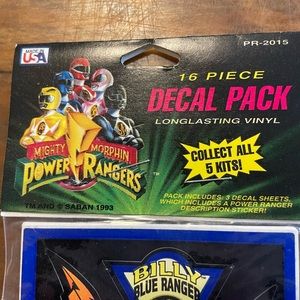 MADE IN
USA
PR-2015
16 PIECE
DECAL PACK
LONGLASTING VINYL
COLLECT ALL
5 KITS!
MIGHTY MORPHIN
POWER RANGERS™
PACK INCLUDES: 3 DECAL SHEETS,
WHICH INCLUDES A POWER RANGER
DESCRIPTION STICKER!
TM AND © SABAN 1993
BILLY
BLUE RANGER